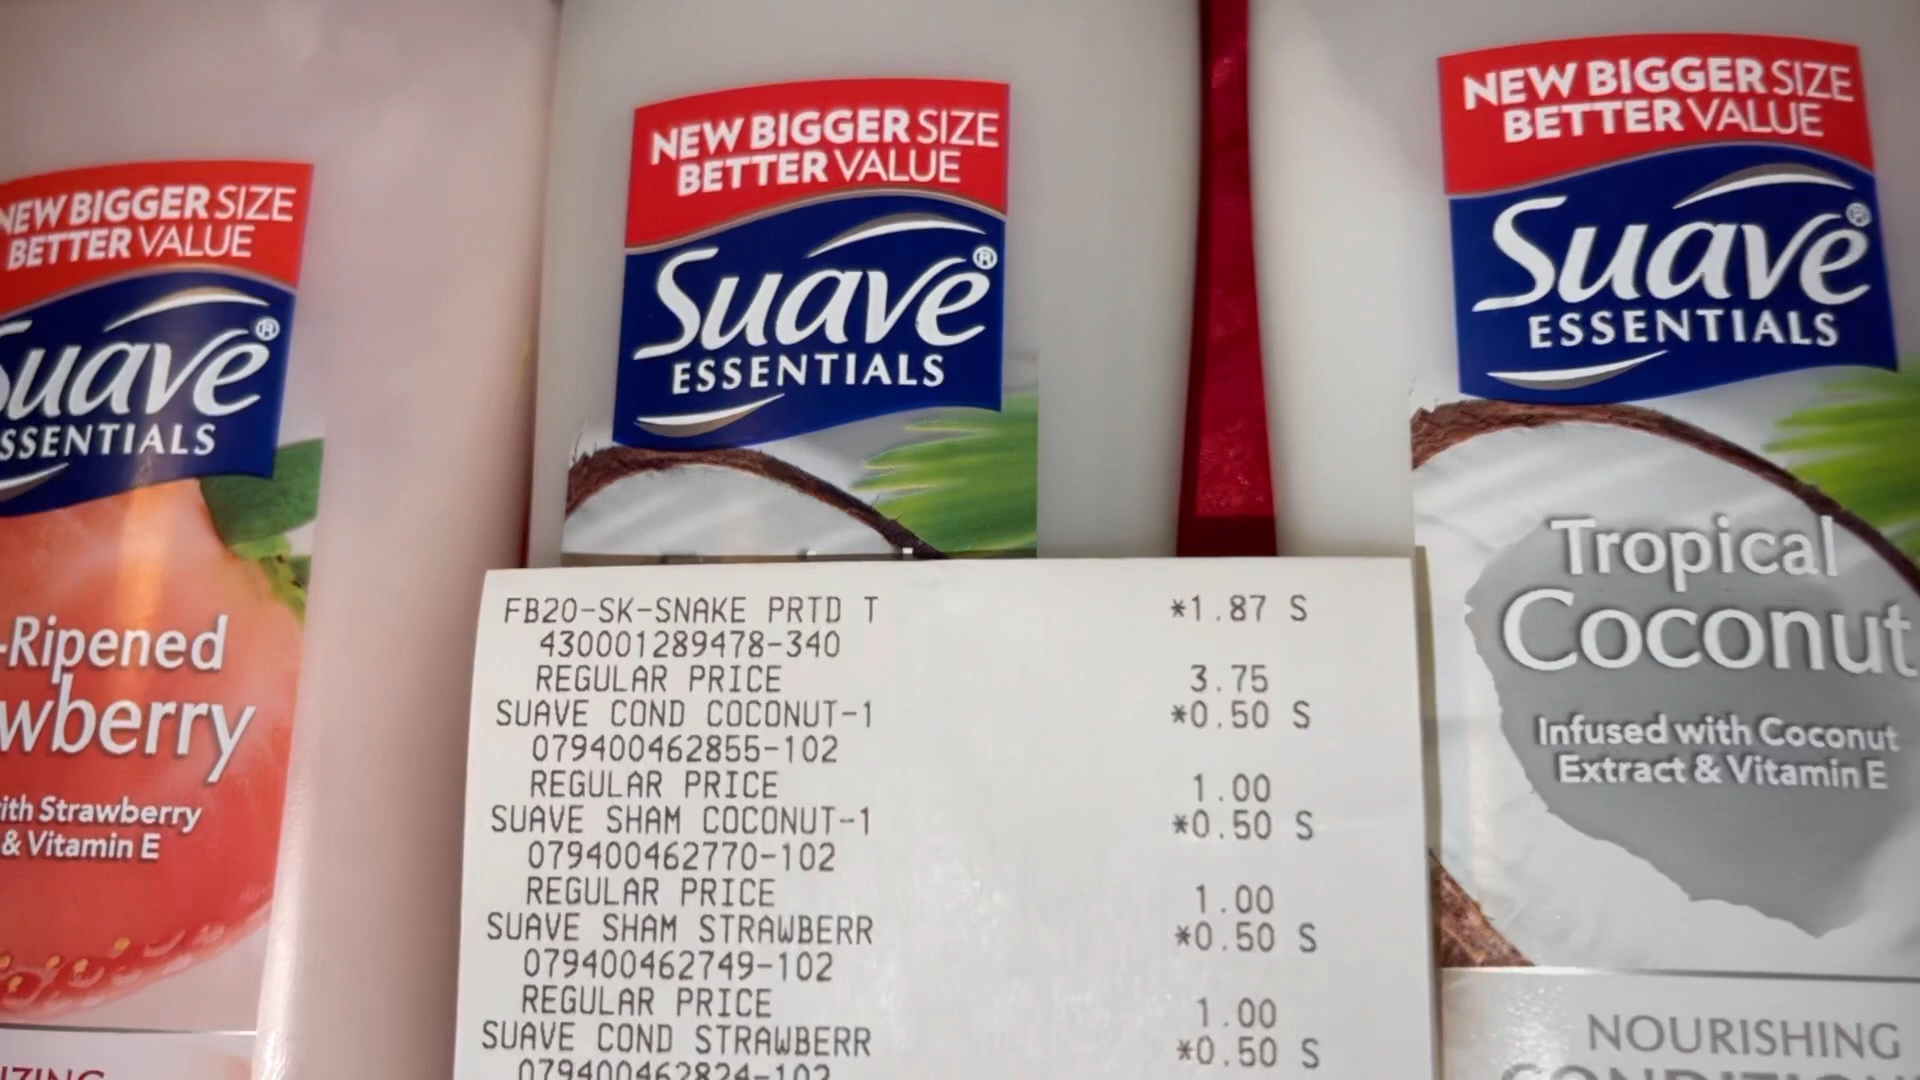 NEW BIGGER SIZE
BETTER VALUE
Suave®
ESSENTIALS
-Ripened
wberry
ith Strawberry
& Vitamin E
IZING
NEW BIGGER SIZE
BETTER VALUE
Suave®
ESSENTIALS
NEW BIGGER SIZE
BETTER VALUE
Suave®
ESSENTIALS
Tropical
Coconut
Infused with Coconut
Extract & Vitamin E
NOURISHING
FB20-SK-SNAKE PRTD T *1.87 S
430001289478-340
REGULAR PRICE 3.75
SUAVE COND COCONUT-1 *0.50 S
079400462855-102
REGULAR PRICE 1.00
SUAVE SHAM COCONUT-1 *0.50 S
079400462770-102
REGULAR PRICE 1.00
SUAVE SHAM STRAWBERR *0.50 S
079400462749-102
REGULAR PRICE 1.00
SUAVE COND STRAWBERR *0.50 S
079400462824-102